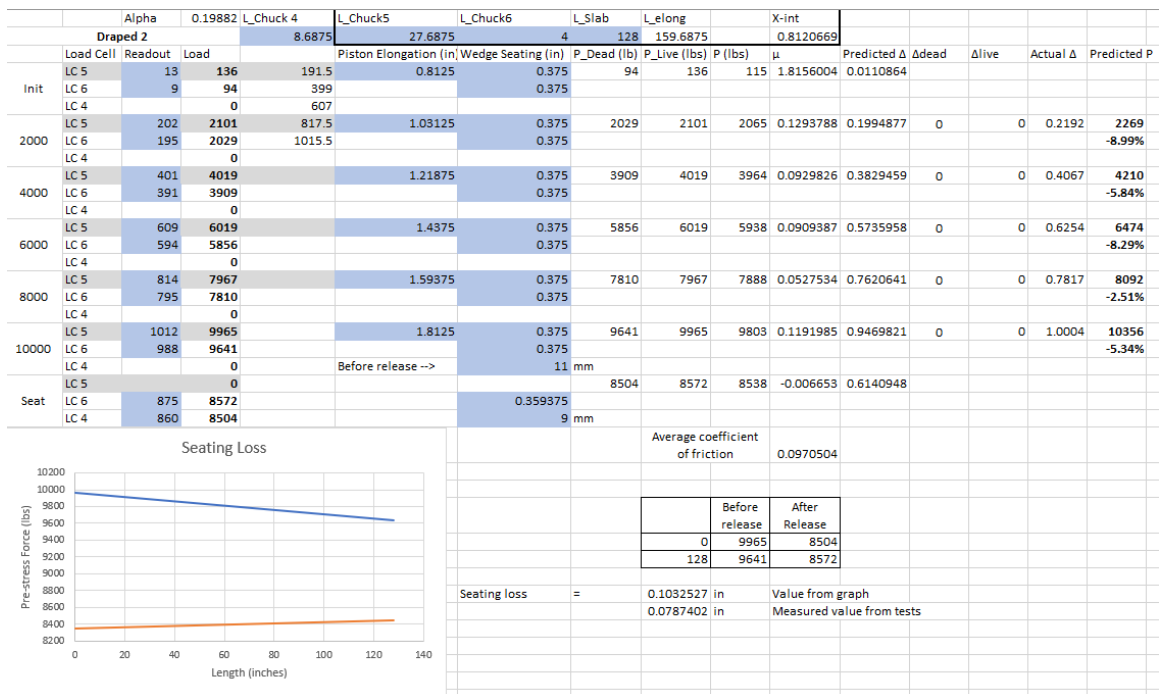 Alpha 0.19882 L_Chuck 4 L_Chuck5 L_Chuck6 L_Slab L_elong X-int
Draped 2 8.6875 27.6875 4 128 159.6875 0.8120669
Load Cell Readout Load Piston Elongation (in) Wedge Seating (in) P_Dead (lb) P_Live (lbs) P (lbs) μ Predicted Δ Δdead Δlive Actual Δ Predicted P
LC 5 13 136 191.5 0.8125 0.375 94 136 115 1.8156004 0.0110864
Init LC 6 9 94 399 0.375
LC 4 0 607
LC 5 202 2101 817.5 1.03125 0.375 2029 2101 2065 0.1293788 0.1994877 0 0 0.2192 2269
2000 LC 6 195 2029 1015.5 0.375 -8.99%
LC 4 0
LC 5 401 4019 1.21875 0.375 3909 4019 3964 0.0929826 0.3829459 0 0 0.4067 4210
4000 LC 6 391 3909 0.375 -5.84%
LC 4 0
LC 5 609 6019 1.4375 0.375 5856 6019 5938 0.0909387 0.5735958 0 0 0.6254 6474
6000 LC 6 594 5856 0.375 -8.29%
LC 4 0
LC 5 814 7967 1.59375 0.375 7810 7967 7888 0.0527534 0.7620641 0 0 0.7817 8092
8000 LC 6 795 7810 0.375 -2.51%
LC 4 0
LC 5 1012 9965 1.8125 0.375 9641 9965 9803 0.1191985 0.9469821 0 0 1.0004 10356
10000 LC 6 988 9641 0.375 -5.34%
LC 4 0 Before release --> 11 mm
LC 5 0 8504 8572 8538 -0.006653 0.6140948
Seat LC 6 875 8572 0.359375
LC 4 860 8504 9 mm
Seating Loss
10200
10000
9800
9600
9400
9200
9000
8800
8600
8400
8200
Pre-stress Force (lbs)
0 20 40 60 80 100 120 140
Length (inches)
Average coefficient
of friction 0.0970504
Before After
release Release
0 9965 8504
128 9641 8572
Seating loss = 0.1032527 in Value from graph
0.0787402 in Measured value from tests